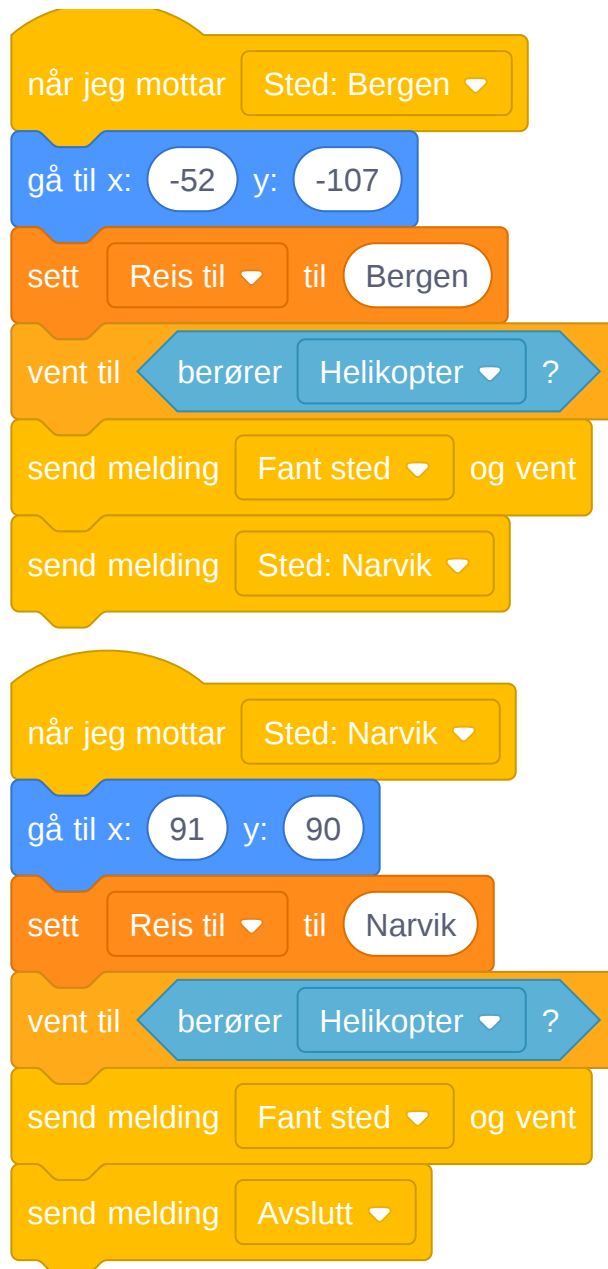 når jeg mottar Sted: Bergen
gå til x: -52 y: -107
sett Reis til til Bergen
vent til berører Helikopter ?
send melding Fant sted og vent
send melding Sted: Narvik
når jeg mottar Sted: Narvik
gå til x: 91 y: 90
sett Reis til til Narvik
vent til berører Helikopter ?
send melding Fant sted og vent
send melding Avslutt